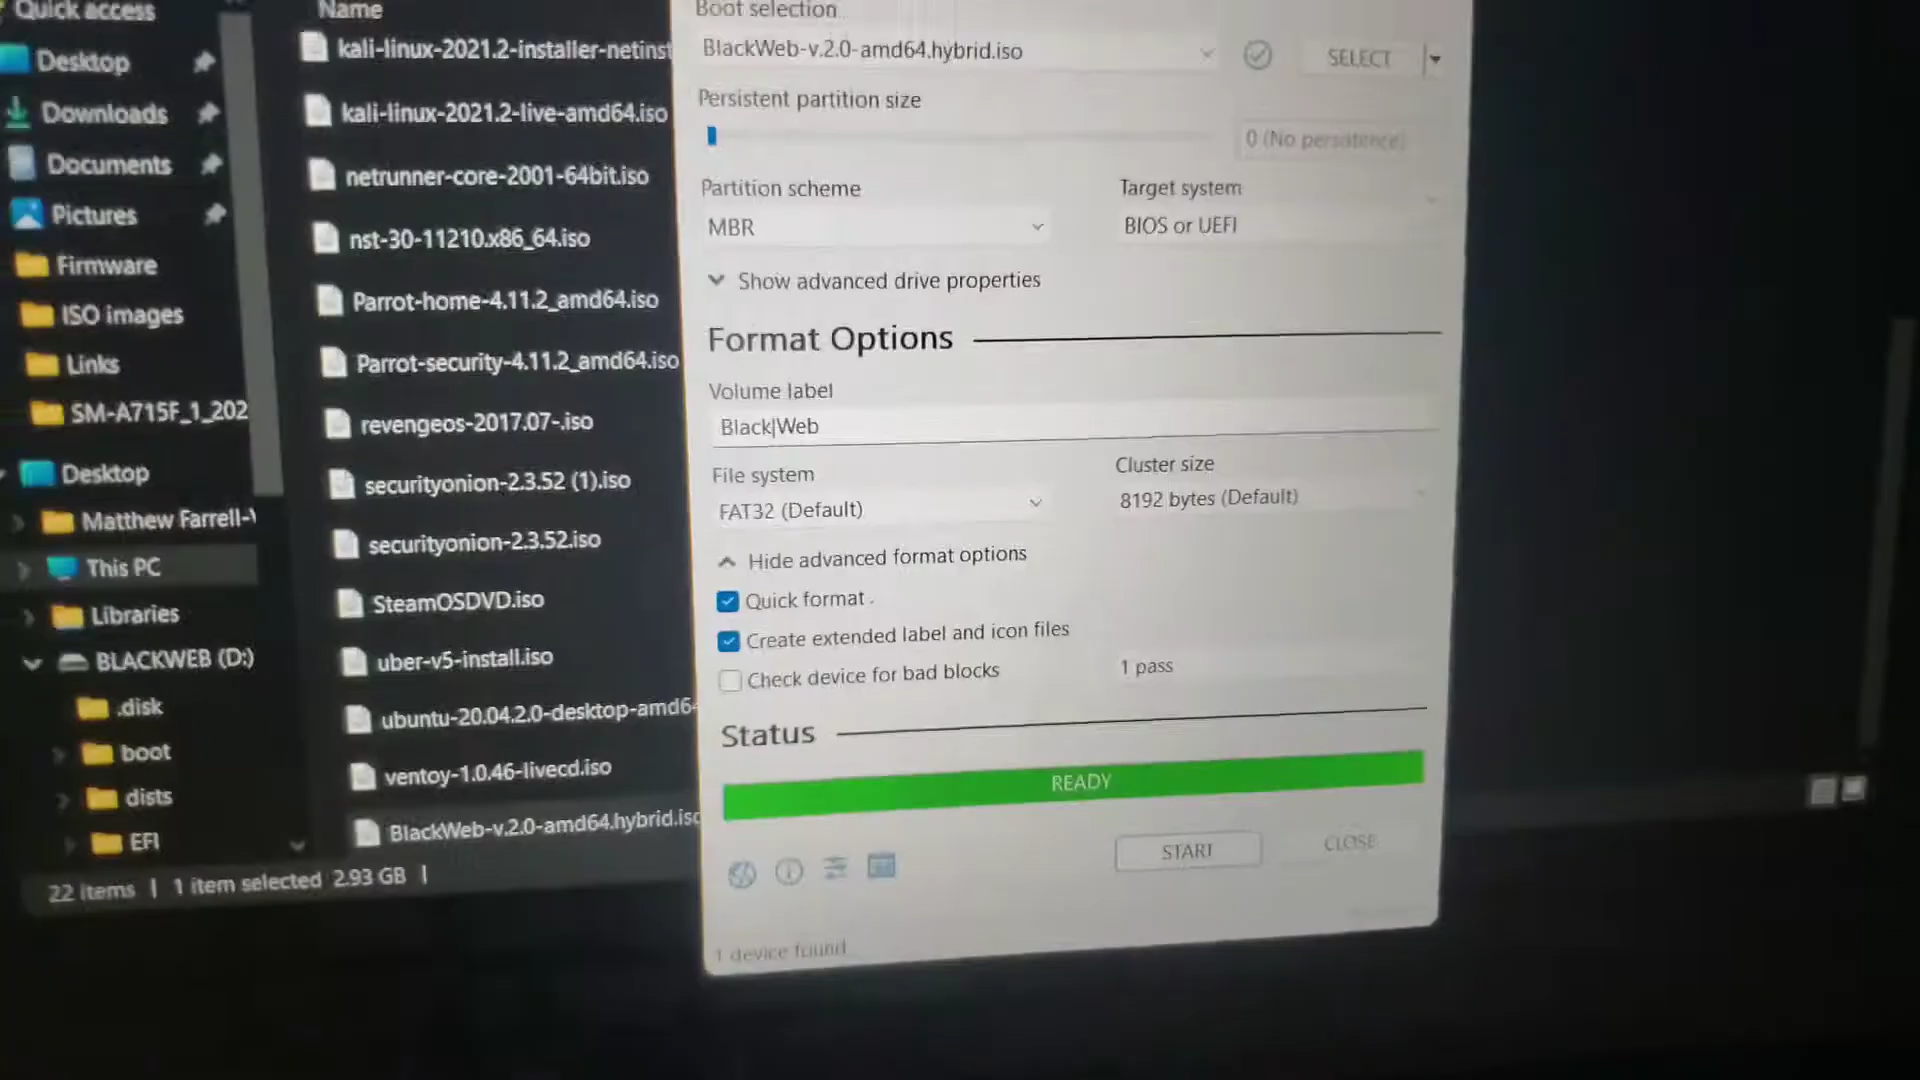 Quick access
Desktop
Downloads
Documents
Pictures
Firmware
ISO images
Links
SM-A715F_1_202
Desktop
Matthew Farrell-
This PC
Libraries
BLACKWEB (D:)
.disk
boot
dists
EFI
22 items | 1 item selected 2.93 GB |
Name
kali-linux-2021.2-installer-netinst
kali-linux-2021.2-live-amd64.iso
netrunner-core-2001-64bit.iso
nst-30-11210.x86_64.iso
Parrot-home-4.11.2_amd64.iso
Parrot-security-4.11.2_amd64.iso
revengeos-2017.07-.iso
securityonion-2.3.52 (1).iso
securityonion-2.3.52.iso
SteamOSDVD.iso
uber-v5-install.iso
ubuntu-20.04.2.0-desktop-amd64
ventoy-1.0.46-livecd.iso
BlackWeb-v.2.0-amd64.hybrid.iso
Boot selection
BlackWeb-v.2.0-amd64.hybrid.iso
SELECT
Persistent partition size
0 (No persistence)
Partition scheme
Target system
MBR
BIOS or UEFI
Show advanced drive properties
Format Options
Volume label
Black|Web
File system
Cluster size
FAT32 (Default)
8192 bytes (Default)
Hide advanced format options
Quick format
Create extended label and icon files
Check device for bad blocks
1 pass
Status
READY
START
CLOSE
1 device found